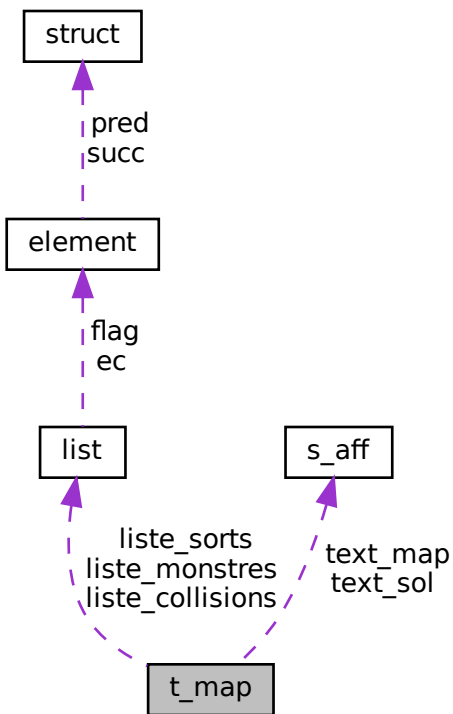 struct
pred
succ
element
flag
ec
list
s_aff
liste_sorts
liste_monstres
liste_collisions
text_map
text_sol
t_map